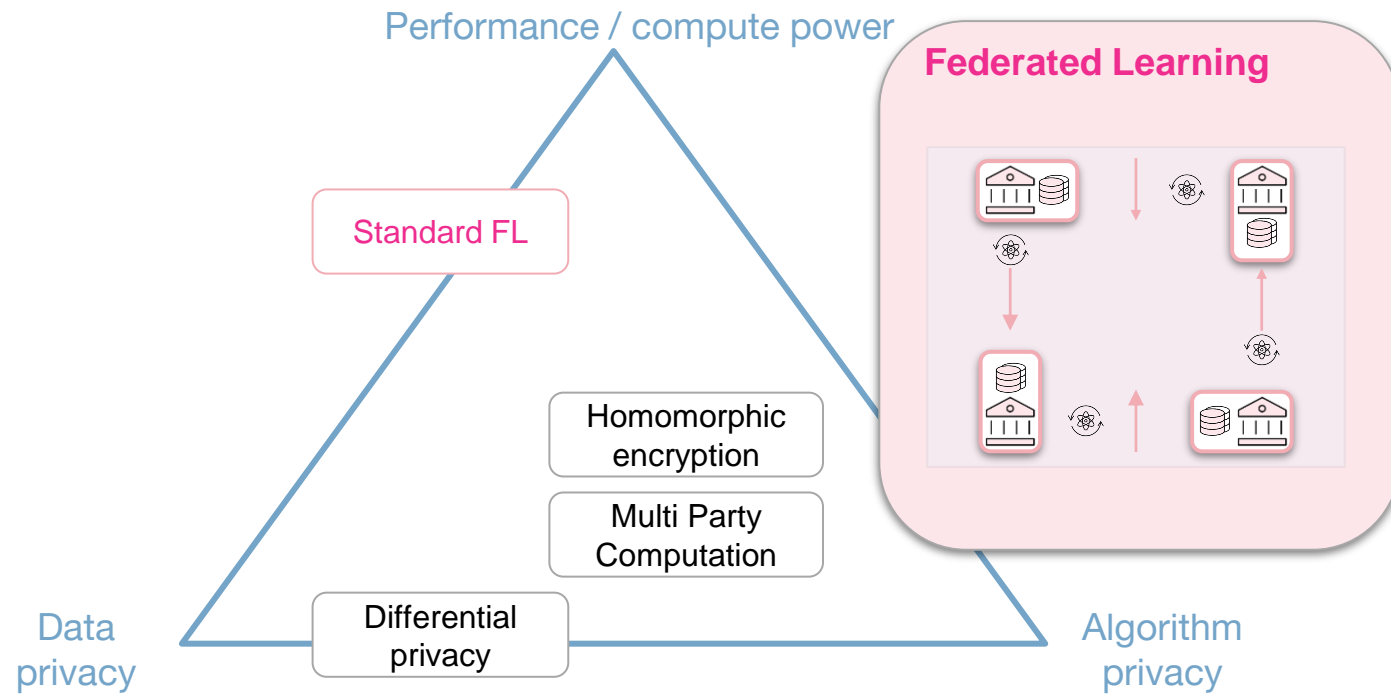 Performance / compute power
Federated Learning
Standard FL
Homomorphic
encryption
Multi Party
Computation
Differential
privacy
Data
privacy
Algorithm
privacy